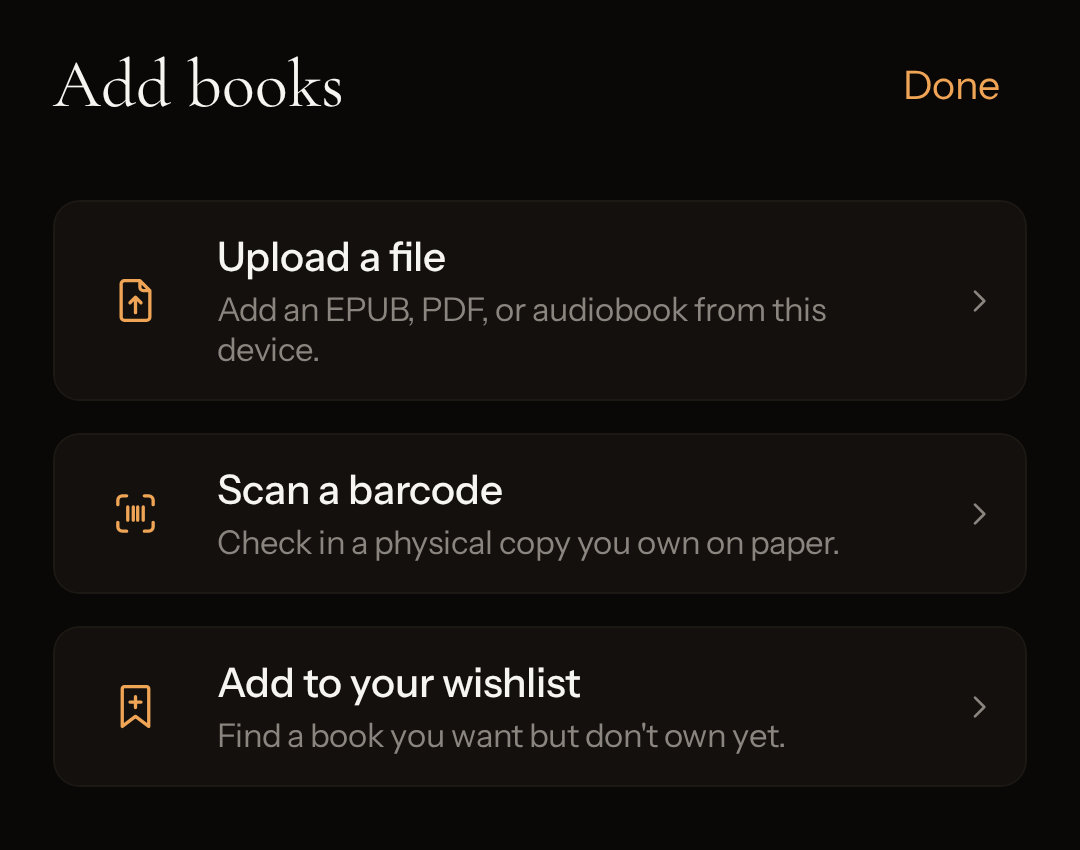 Add books
Done
Upload a file
Add an EPUB, PDF, or audiobook from this
device.
Scan a barcode
Check in a physical copy you own on paper.
Add to your wishlist
Find a book you want but don't own yet.